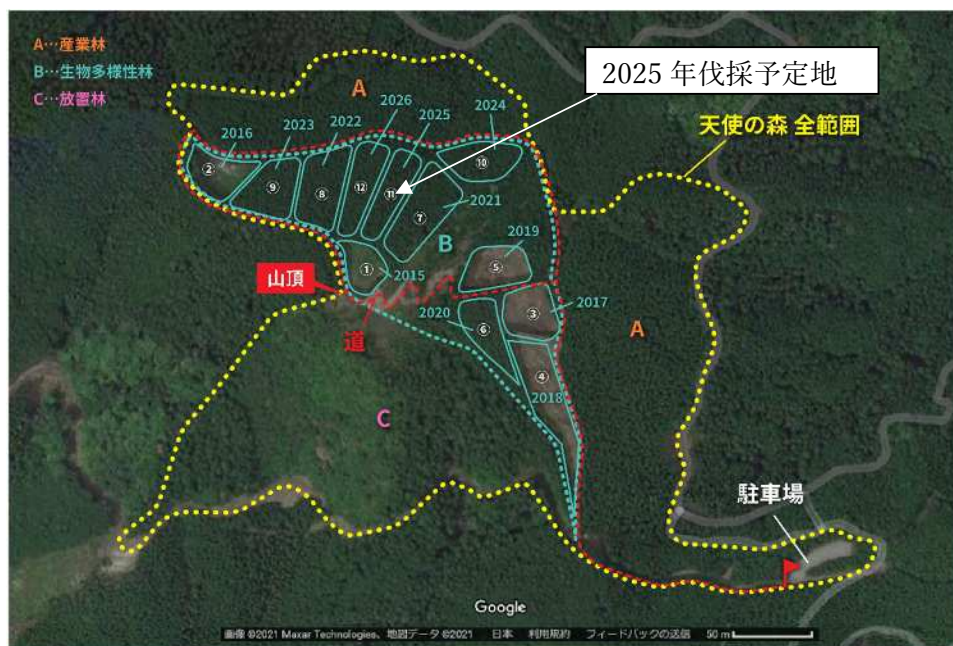 A…産業林
B…生物多様性林
C…放置林
2025 年伐採予定地
A
天使の森 全範囲
2016
2023
2022
2026
2025
2024
②
⑨
⑧
⑫
⑪
⑦
⑩
2021
B
2019
①
2015
⑤
山頂
道
2020
⑥
③
2017
A
④
2018
C
駐車場
Google
画像 ©2021 Maxar Technologies、地図データ ©2021 日本 利用規約 フィードバックの送信 50 m